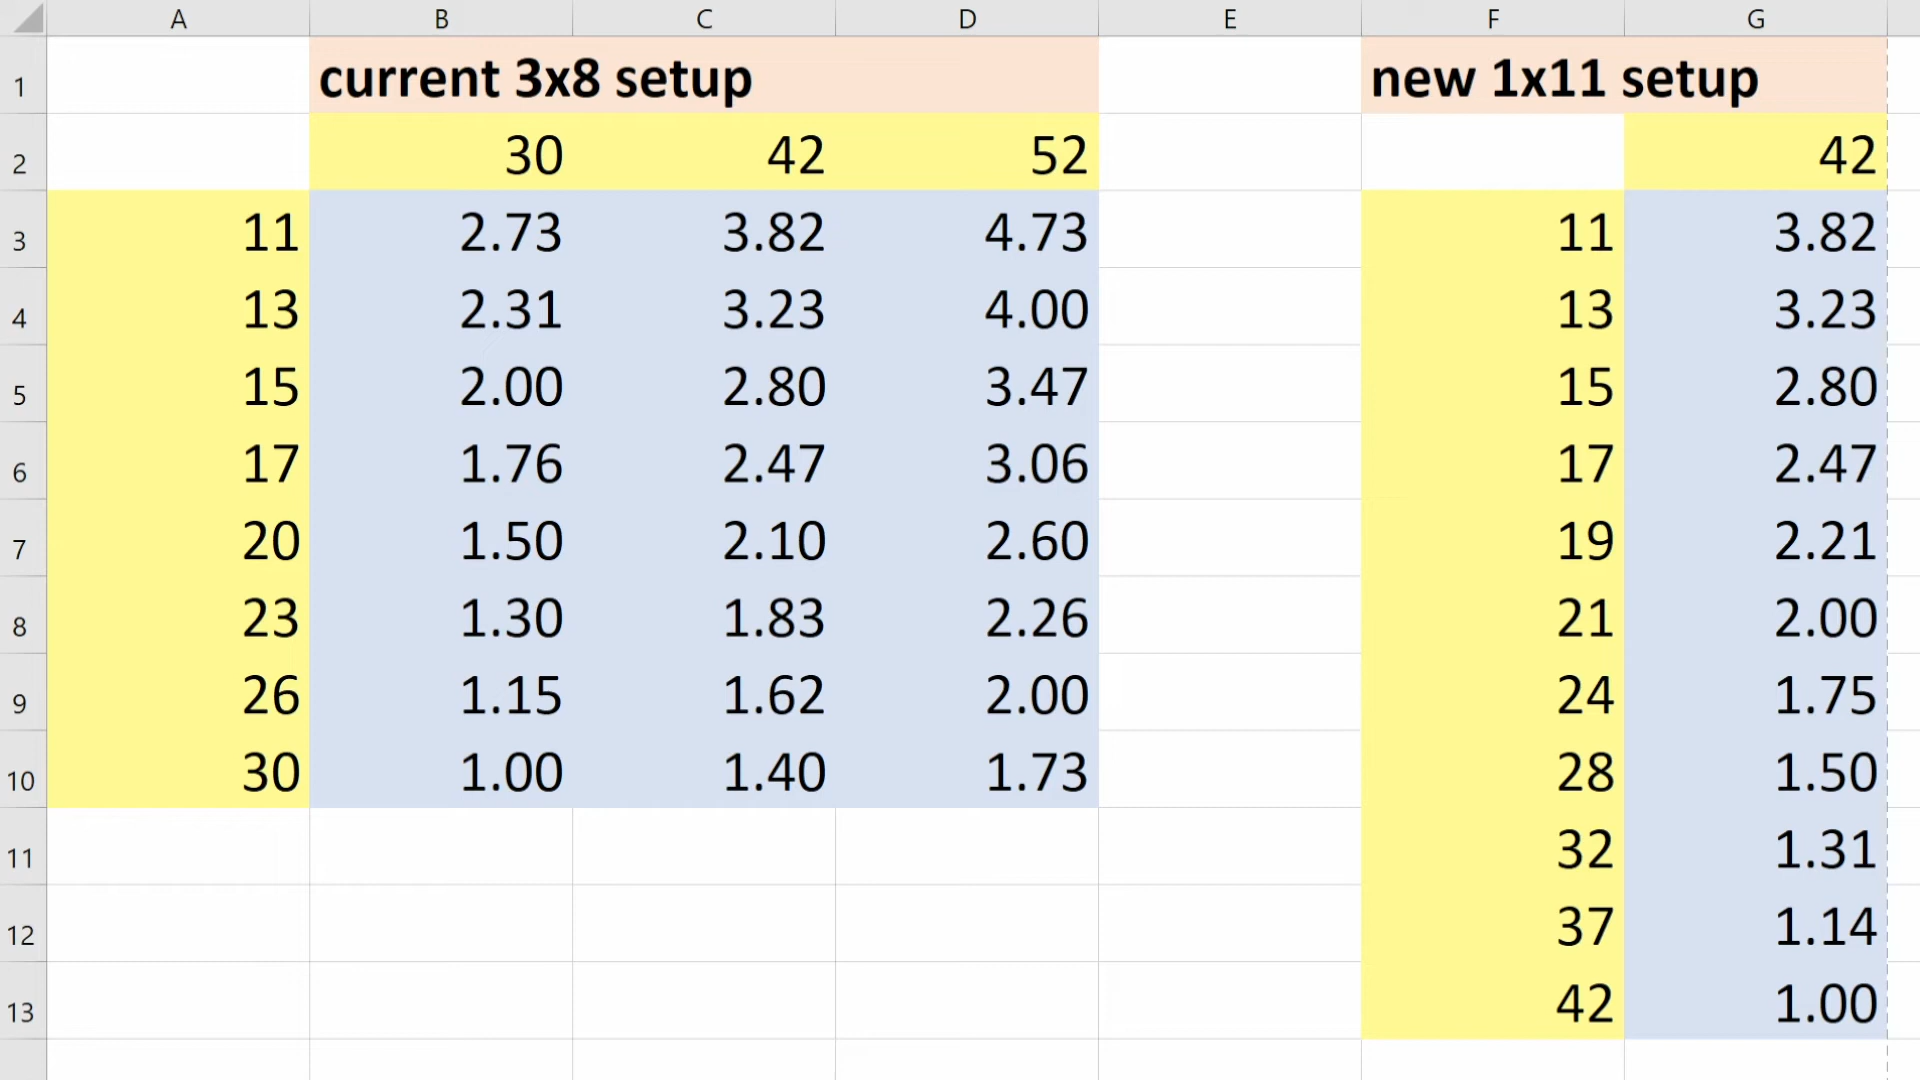 A B C D E F G
1 current 3x8 setup new 1x11 setup
2 30 42 52 42
3 11 2.73 3.82 4.73 11 3.82
4 13 2.31 3.23 4.00 13 3.23
5 15 2.00 2.80 3.47 15 2.80
6 17 1.76 2.47 3.06 17 2.47
7 20 1.50 2.10 2.60 19 2.21
8 23 1.30 1.83 2.26 21 2.00
9 26 1.15 1.62 2.00 24 1.75
10 30 1.00 1.40 1.73 28 1.50
11 32 1.31
12 37 1.14
13 42 1.00